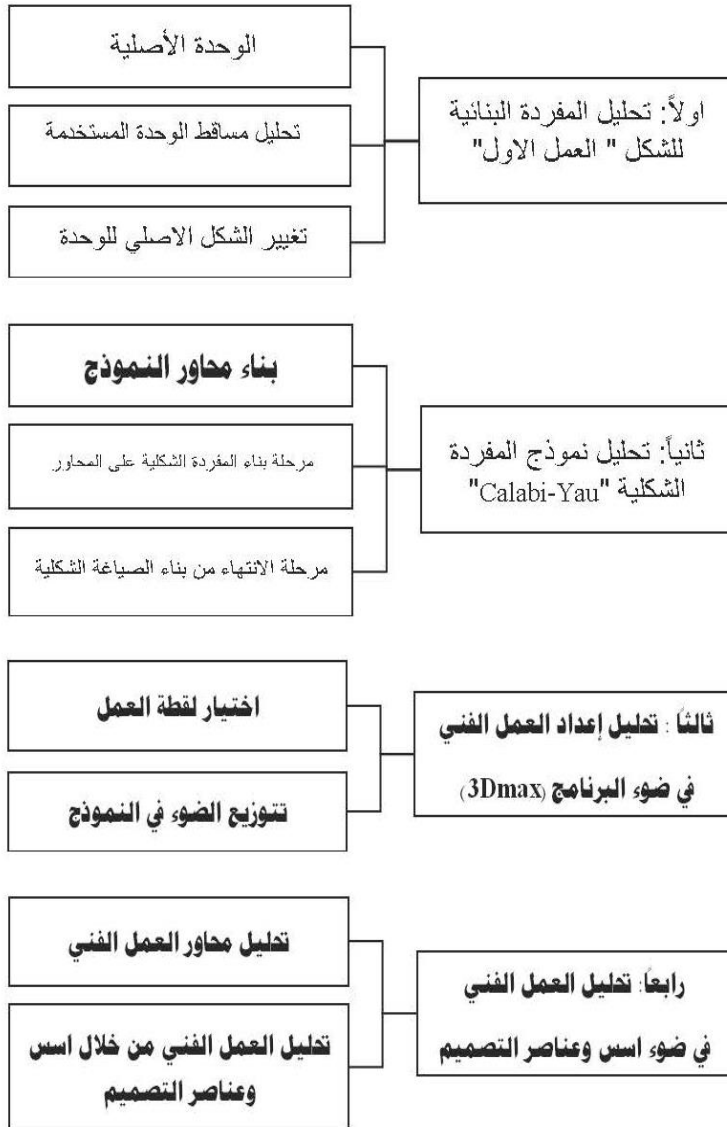 اولاً: تحليل المفردة البنائية
للشكل " العمل الاول"
الوحدة الأصلية
تحليل مساقط الوحدة المستخدمة
تغيير الشكل الاصلي للوحدة
ثانياً: تحليل نموذج المفردة
الشكلية "Calabi-Yau"
بناء محاور النموذج
مرحلة بناء المفردة الشكلية على المحاور
مرحلة الانتهاء من بناء الصياغة الشكلية
ثالثاً : تحليل إعداد العمل الفني
في ضوء البرنامج (3Dmax)
اختيار لقطة العمل
تتوزيع الضوء في النموذج
رابعاً: تحليل العمل الفني
في ضوء اسس وعناصر التصميم
تحليل محاور العمل الفني
تحليل العمل الفني من خلال اسس
وعناصر التصميم